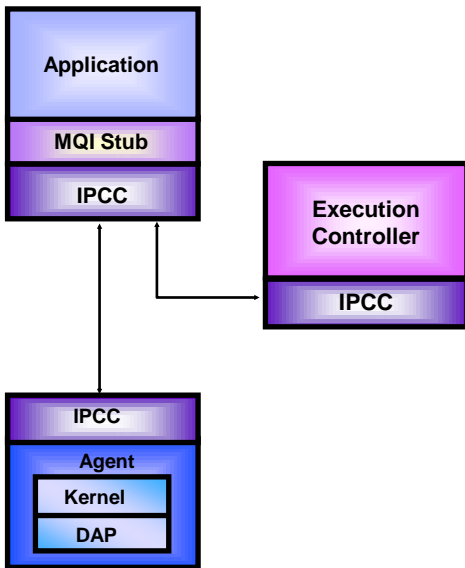 Application
MQI Stub
IPCC
Execution
Controller
IPCC
IPCC
Agent
Kernel
DAP